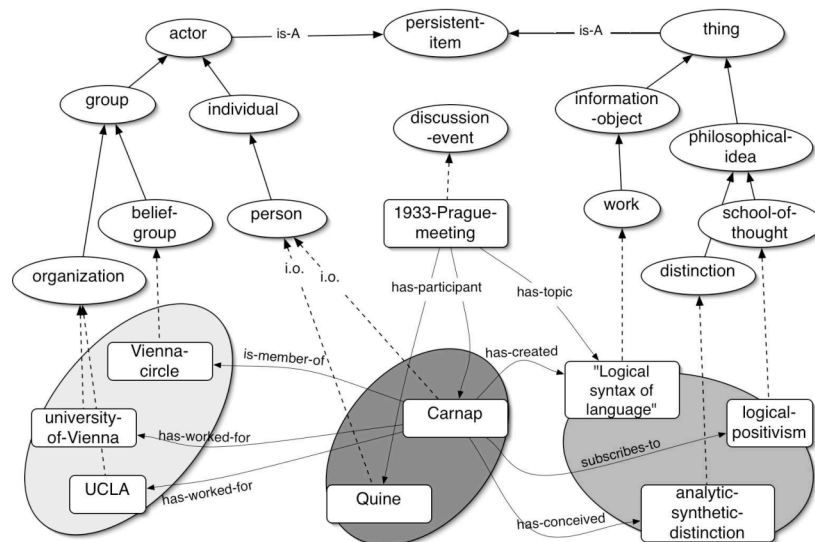 actor
is-A
persistent-
item
is-A
thing
group
individual
discussion
-event
information
-object
philosophical-
idea
belief-
group
person
1933-Prague-
meeting
work
school-of-
thought
organization
i.o.
i.o.
has-participant
has-topic
distinction
Vienna-
circle
is-member-of
has-created
"Logical
syntax of
language"
university-
of-Vienna
has-worked-for
Carnap
logical-
positivism
subscribes-to
UCLA
has-worked-for
Quine
has-conceived
analytic-
synthetic-
distinction